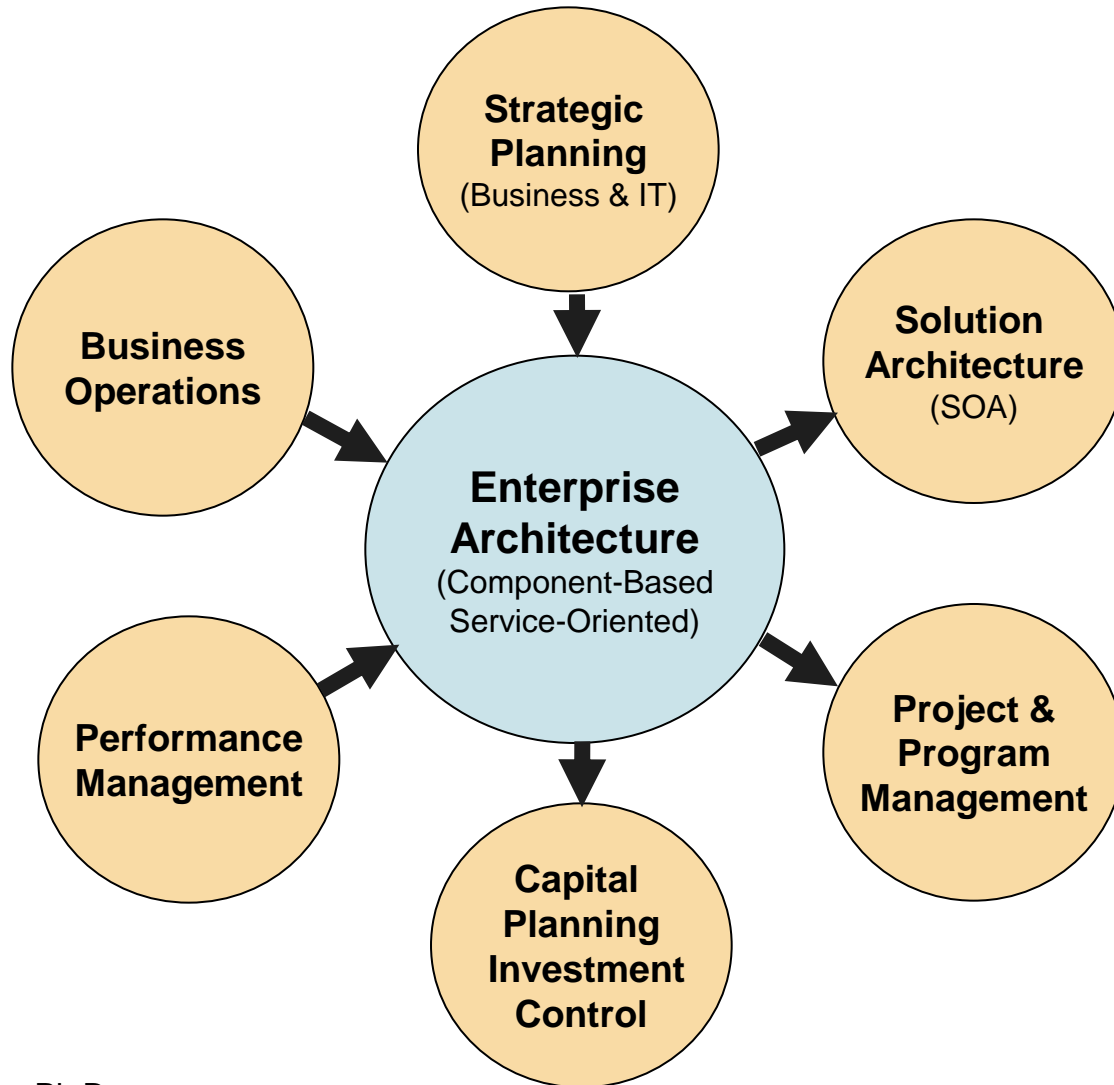 Strategic
Planning
(Business & IT)
Business
Operations
Solution
Architecture
(SOA)
Enterprise
Architecture
(Component-Based
Service-Oriented)
Performance
Management
Project &
Program
Management
Capital
Planning
Investment
Control